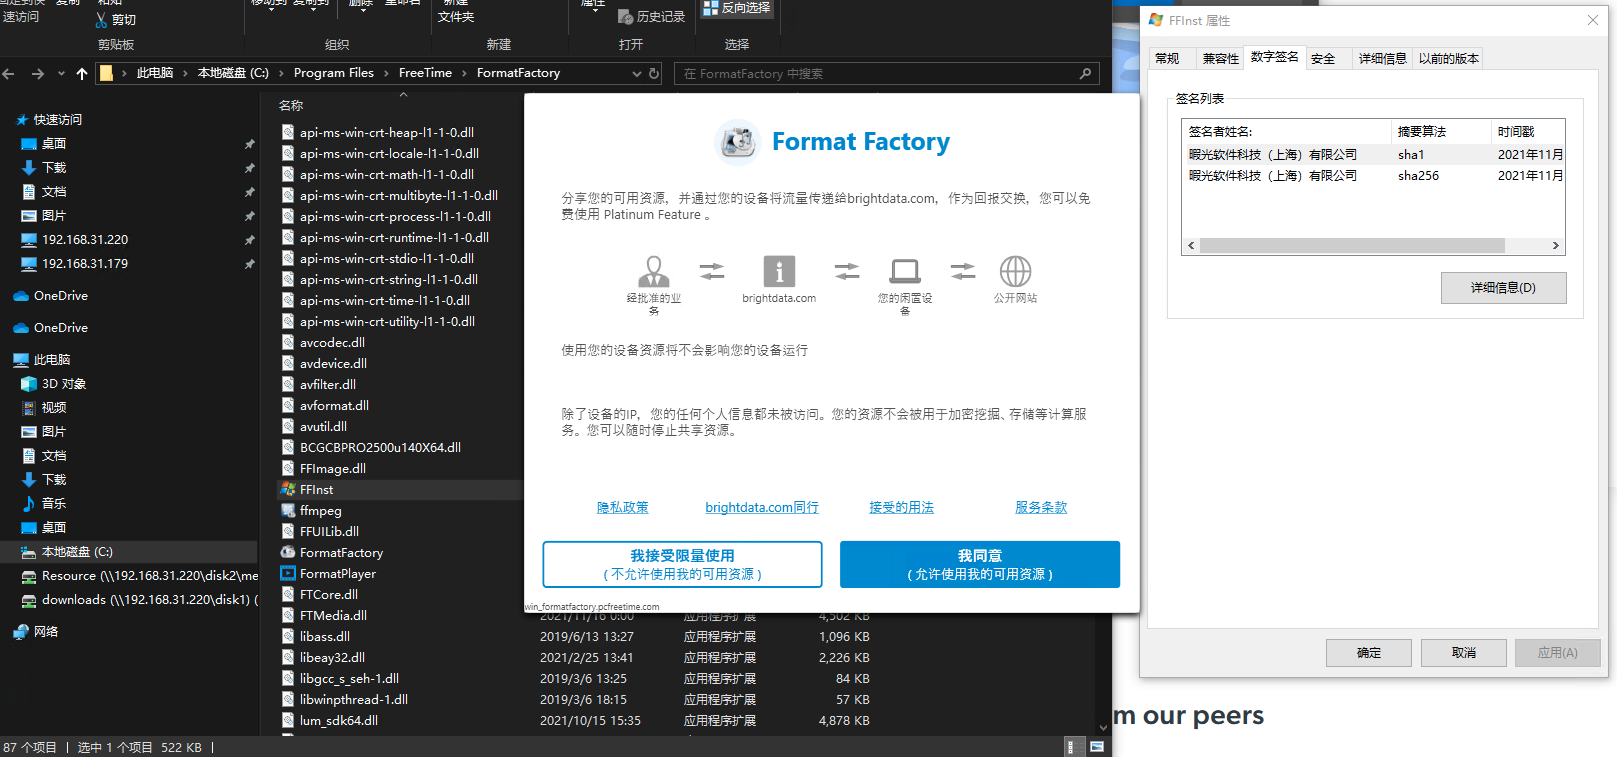 复制
移动到
复制到
删除
重命名
新建
属性
反向选择
速访问
剪切
文件夹
历史记录
剪贴板
组织
新建
打开
选择
此电脑
本地磁盘 (C:)
Program Files
FreeTime
FormatFactory
在 FormatFactory 中搜索
快速访问
桌面
下载
文档
图片
192.168.31.220
192.168.31.179
OneDrive
OneDrive
此电脑
3D 对象
视频
图片
文档
下载
音乐
桌面
本地磁盘 (C:)
Resource (\\192.168.31.220\disk2\me
downloads (\\192.168.31.220\disk1) (
网络
名称
api-ms-win-crt-heap-l1-1-0.dll
api-ms-win-crt-locale-l1-1-0.dll
api-ms-win-crt-math-l1-1-0.dll
api-ms-win-crt-multibyte-l1-1-0.dll
api-ms-win-crt-process-l1-1-0.dll
api-ms-win-crt-runtime-l1-1-0.dll
api-ms-win-crt-stdio-l1-1-0.dll
api-ms-win-crt-string-l1-1-0.dll
api-ms-win-crt-time-l1-1-0.dll
api-ms-win-crt-utility-l1-1-0.dll
avcodec.dll
avdevice.dll
avfilter.dll
avformat.dll
avutil.dll
BCGCBPRO2500u140X64.dll
FFImage.dll
FFInst
ffmpeg
FFUILib.dll
FormatFactory
FormatPlayer
FTCore.dll
FTMedia.dll 2021/11/16 0:00 应用程序扩展 4,502 KB
libass.dll 2019/6/13 13:27 应用程序扩展 1,096 KB
libeay32.dll 2021/2/25 13:41 应用程序扩展 2,226 KB
libgcc_s_seh-1.dll 2019/3/6 13:25 应用程序扩展 84 KB
libwinpthread-1.dll 2019/3/6 18:15 应用程序扩展 57 KB
lum_sdk64.dll 2021/10/15 15:35 应用程序扩展 4,878 KB
87 个项目 | 选中 1 个项目 522 KB |
Format Factory
分享您的可用资源，并通过您的设备将流量传递给brightdata.com，作为回报交换，您可以免
费使用 Platinum Feature 。
经批准的业
务
brightdata.com
您的闲置设
备
公开网站
使用您的设备资源将不会影响您的设备运行
除了设备的IP，您的任何个人信息都未被访问。您的资源不会被用于加密挖掘、存储等计算服
务。您可以随时停止共享资源。
隐私政策
brightdata.com同行
接受的用法
服务条款
我接受限量使用
( 不允许使用我的可用资源 )
我同意
( 允许使用我的可用资源 )
win_formatfactory.pcfreetime.com
FFInst 属性
常规
兼容性
数字签名
安全
详细信息
以前的版本
签名列表
签名者姓名:
摘要算法
时间戳
暇光软件科技（上海）有限公司 sha1 2021年11月
暇光软件科技（上海）有限公司 sha256 2021年11月
详细信息(D)
确定
取消
应用(A)
m our peers